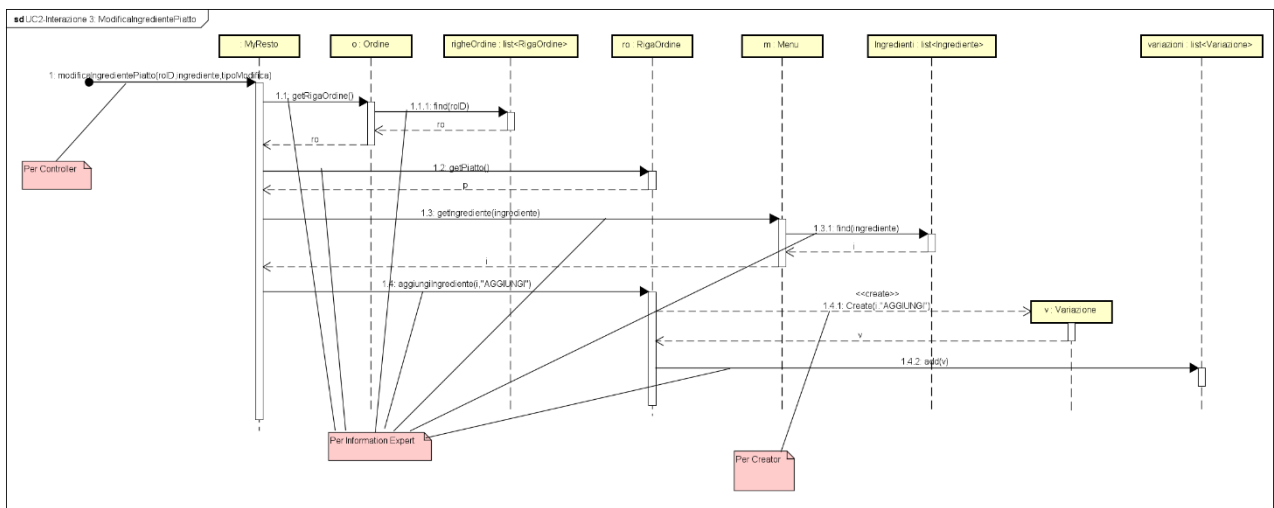 sd UC2-Interazione 3: ModificaIngredientePiatto
: MyResto
o : Ordine
righeOrdine : list<RigaOrdine>
ro : RigaOrdine
m : Menu
Ingredienti : list<Ingrediente>
variazioni : list<Variazione>
1: modificaIngredientePiatto(roID,ingrediente,tipoModifica)
1.1: getRigaOrdine()
1.1.1: find(roID)
ro
ro
Per Controller
1.2: getPiatto()
p
1.3: getIngrediente(ingrediente)
1.3.1: find(ingrediente)
i
i
1.4: aggiungiIngrediente(i,"AGGIUNGI")
<<create>>
1.4.1: Create(i,"AGGIUNGI")
v : Variazione
v
1.4.2: add(v)
Per Information Expert
Per Creator